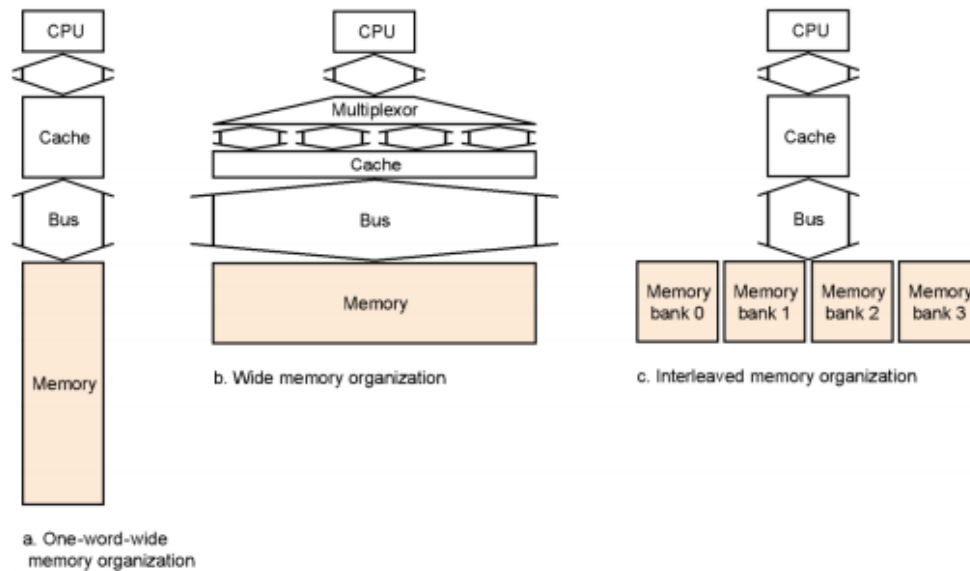 CPU
Cache
Bus
Memory
a. One-word-wide
memory organization
CPU
Multiplexor
Cache
Bus
Memory
b. Wide memory organization
CPU
Cache
Bus
Memory
bank 0
Memory
bank 1
Memory
bank 2
Memory
bank 3
c. Interleaved memory organization